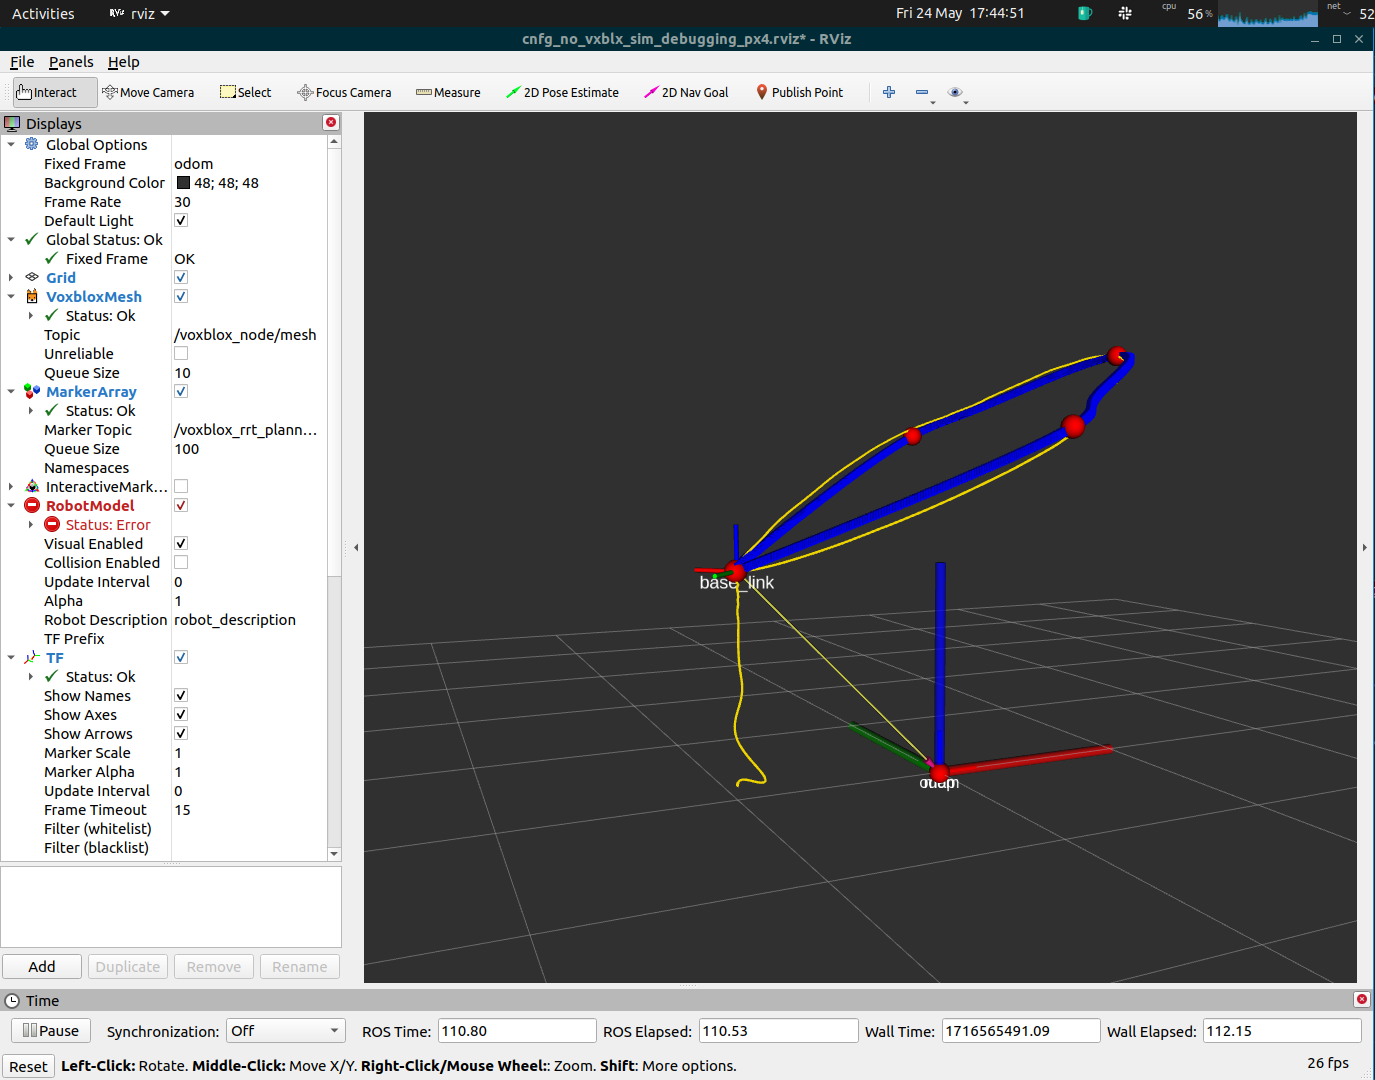 Activities rviz Fri 24 May 17:44:51 cpu 56% net 52
cnfg_no_vxblx_sim_debugging_px4.rviz* - RViz
File Panels Help
Interact Move Camera Select Focus Camera Measure 2D Pose Estimate 2D Nav Goal Publish Point
Displays
Global Options
Fixed Frame odom
Background Color 48; 48; 48
Frame Rate 30
Default Light
Global Status: Ok
Fixed Frame OK
Grid
VoxbloxMesh
Status: Ok
Topic /voxblox_node/mesh
Unreliable
Queue Size 10
MarkerArray
Status: Ok
Marker Topic /voxblox_rrt_plann...
Queue Size 100
Namespaces
InteractiveMark...
RobotModel
Status: Error
Visual Enabled
Collision Enabled
Update Interval 0
Alpha 1
Robot Description robot_description
TF Prefix
TF
Status: Ok
Show Names
Show Axes
Show Arrows
Marker Scale 1
Marker Alpha 1
Update Interval 0
Frame Timeout 15
Filter (whitelist)
Filter (blacklist)
base_link
Add Duplicate Remove Rename
Time
Pause Synchronization: Off ROS Time: 110.80 ROS Elapsed: 110.53 Wall Time: 1716565491.09 Wall Elapsed: 112.15
Reset Left-Click: Rotate. Middle-Click: Move X/Y. Right-Click/Mouse Wheel:: Zoom. Shift: More options. 26 fps